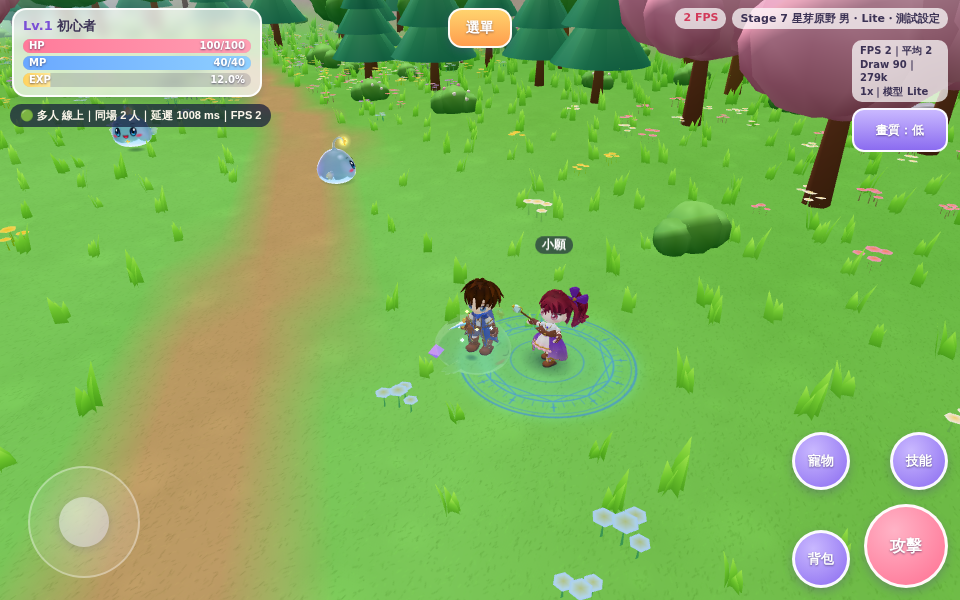 Lv.1 初心者
HP 100/100
MP 40/40
EXP 12.0%
🟢 多人 線上｜同場 2 人｜延遲 1008 ms｜FPS 2
選單
2 FPS
Stage 7 星芽原野 男・Lite・測試設定
FPS 2｜平均 2
Draw 90｜
279k
1x｜模型 Lite
畫質：低
小願
寵物
技能
背包
攻擊